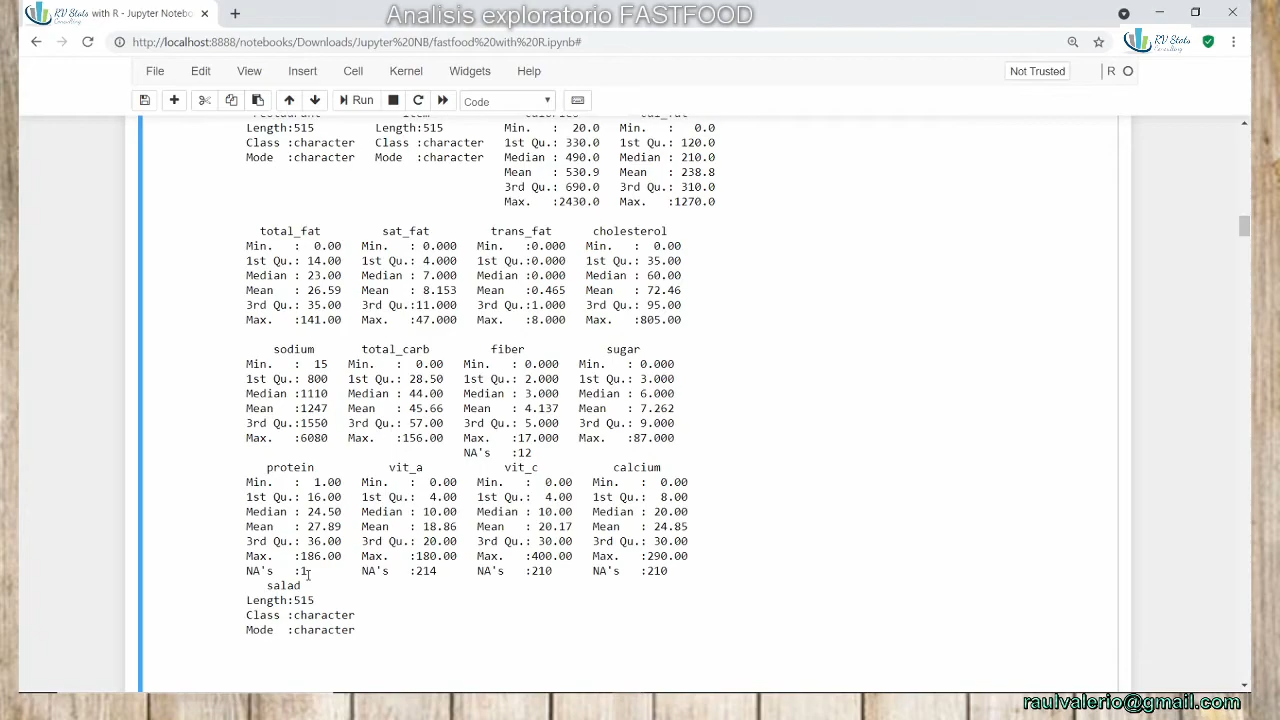 Analisis exploratorio FASTFOOD
with R - Jupyter Notebo
http://localhost:8888/notebooks/Downloads/Jupyter%20NB/fastfood%20with%20R.ipynb#
RV Stats
Consulting
File Edit View Insert Cell Kernel Widgets Help Not Trusted R
Run Code
Length:515 Length:515 Min. : 20.0 Min. : 0.0
Class :character Class :character 1st Qu.: 330.0 1st Qu.: 120.0
Mode :character Mode :character Median : 490.0 Median : 210.0
Mean : 530.9 Mean : 238.8
3rd Qu.: 690.0 3rd Qu.: 310.0
Max. :2430.0 Max. :1270.0
total_fat sat_fat trans_fat cholesterol
Min. : 0.00 Min. : 0.000 Min. :0.000 Min. : 0.00
1st Qu.: 14.00 1st Qu.: 4.000 1st Qu.:0.000 1st Qu.: 35.00
Median : 23.00 Median : 7.000 Median :0.000 Median : 60.00
Mean : 26.59 Mean : 8.153 Mean :0.465 Mean : 72.46
3rd Qu.: 35.00 3rd Qu.:11.000 3rd Qu.:1.000 3rd Qu.: 95.00
Max. :141.00 Max. :47.000 Max. :8.000 Max. :805.00
sodium total_carb fiber sugar
Min. : 15 Min. : 0.00 Min. : 0.000 Min. : 0.000
1st Qu.: 800 1st Qu.: 28.50 1st Qu.: 2.000 1st Qu.: 3.000
Median :1110 Median : 44.00 Median : 3.000 Median : 6.000
Mean :1247 Mean : 45.66 Mean : 4.137 Mean : 7.262
3rd Qu.:1550 3rd Qu.: 57.00 3rd Qu.: 5.000 3rd Qu.: 9.000
Max. :6080 Max. :156.00 Max. :17.000 Max. :87.000
NA's :12
protein vit_a vit_c calcium
Min. : 1.00 Min. : 0.00 Min. : 0.00 Min. : 0.00
1st Qu.: 16.00 1st Qu.: 4.00 1st Qu.: 4.00 1st Qu.: 8.00
Median : 24.50 Median : 10.00 Median : 10.00 Median : 20.00
Mean : 27.89 Mean : 18.86 Mean : 20.17 Mean : 24.85
3rd Qu.: 36.00 3rd Qu.: 20.00 3rd Qu.: 30.00 3rd Qu.: 30.00
Max. :186.00 Max. :180.00 Max. :400.00 Max. :290.00
NA's :1 NA's :214 NA's :210 NA's :210
salad
Length:515
Class :character
Mode :character
raulvalerio@gmail.com